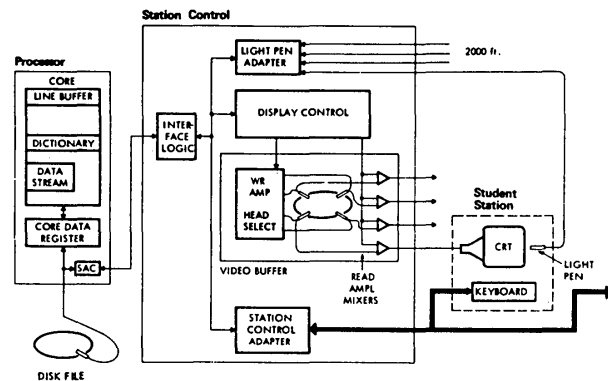 Station Control
Processor
CORE
LINE BUFFER
DICTIONARY
DATA
STREAM
CORE DATA
REGISTER
SAC
DISK FILE
INTER-
FACE
LOGIC
LIGHT PEN
ADAPTER
2000 ft.
DISPLAY CONTROL
WR
AMP
HEAD
SELECT
VIDEO BUFFER
READ
AMPL
MIXERS
STATION
CONTROL
ADAPTER
Student
Station
CRT
LIGHT
PEN
KEYBOARD